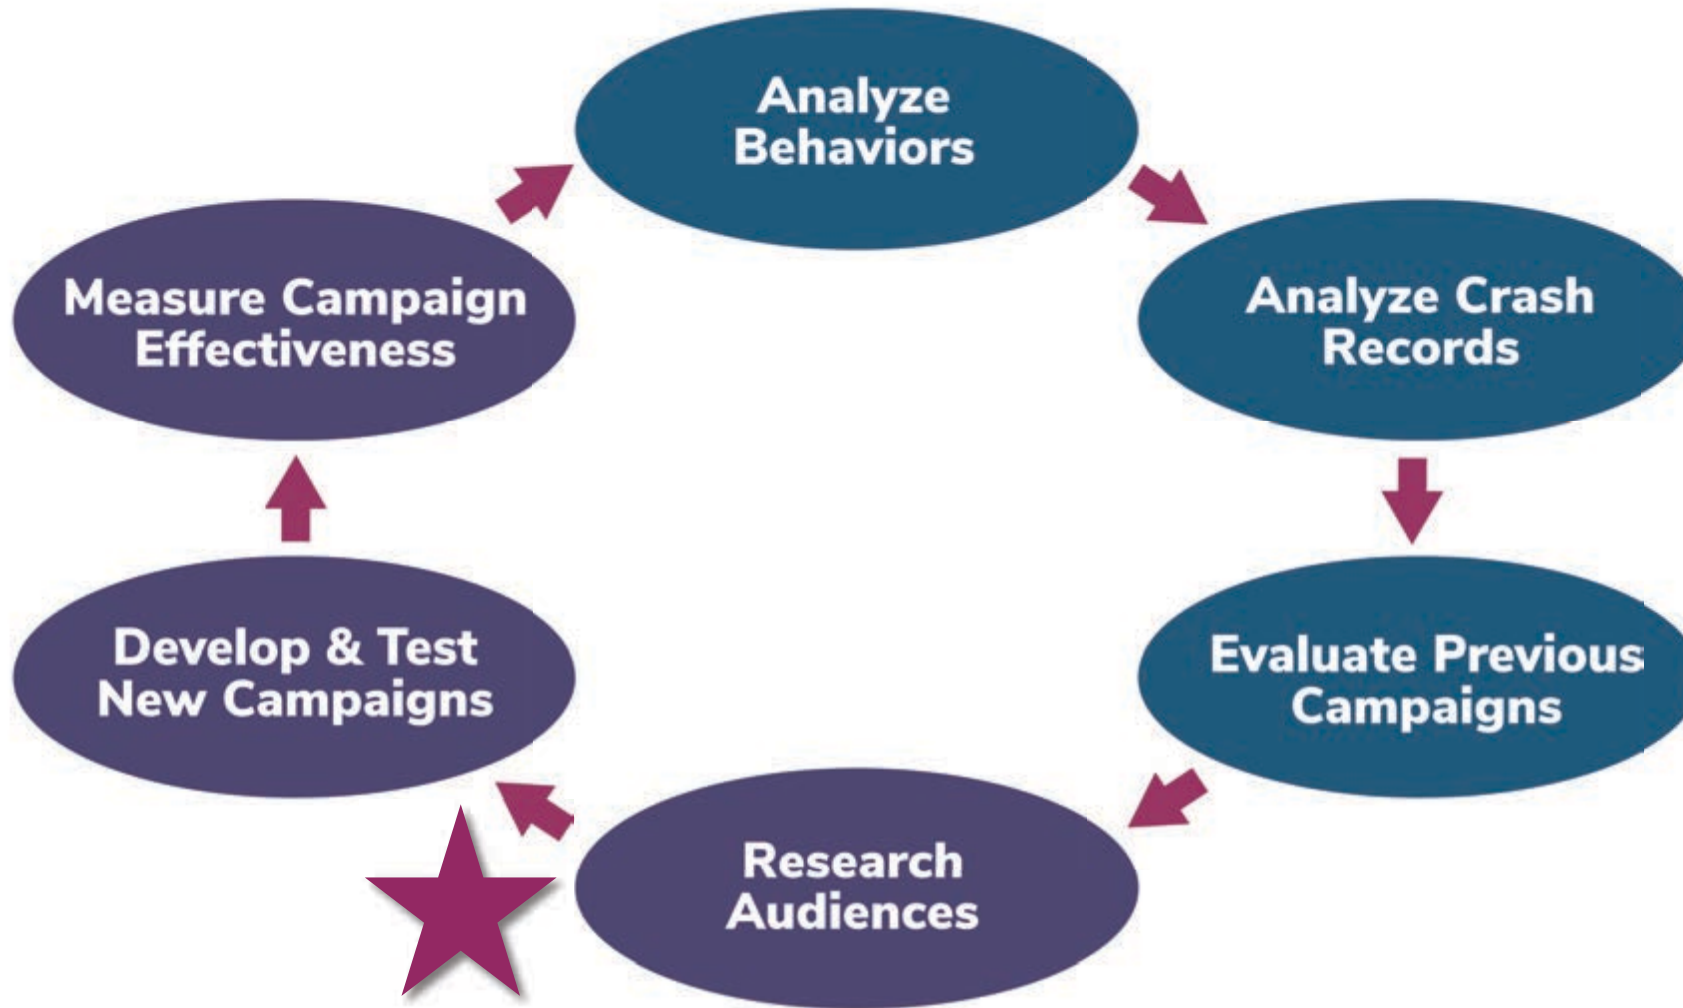 Analyze
Behaviors
Measure Campaign
Effectiveness
Analyze Crash
Records
Develop & Test
New Campaigns
Evaluate Previous
Campaigns
Research
Audiences